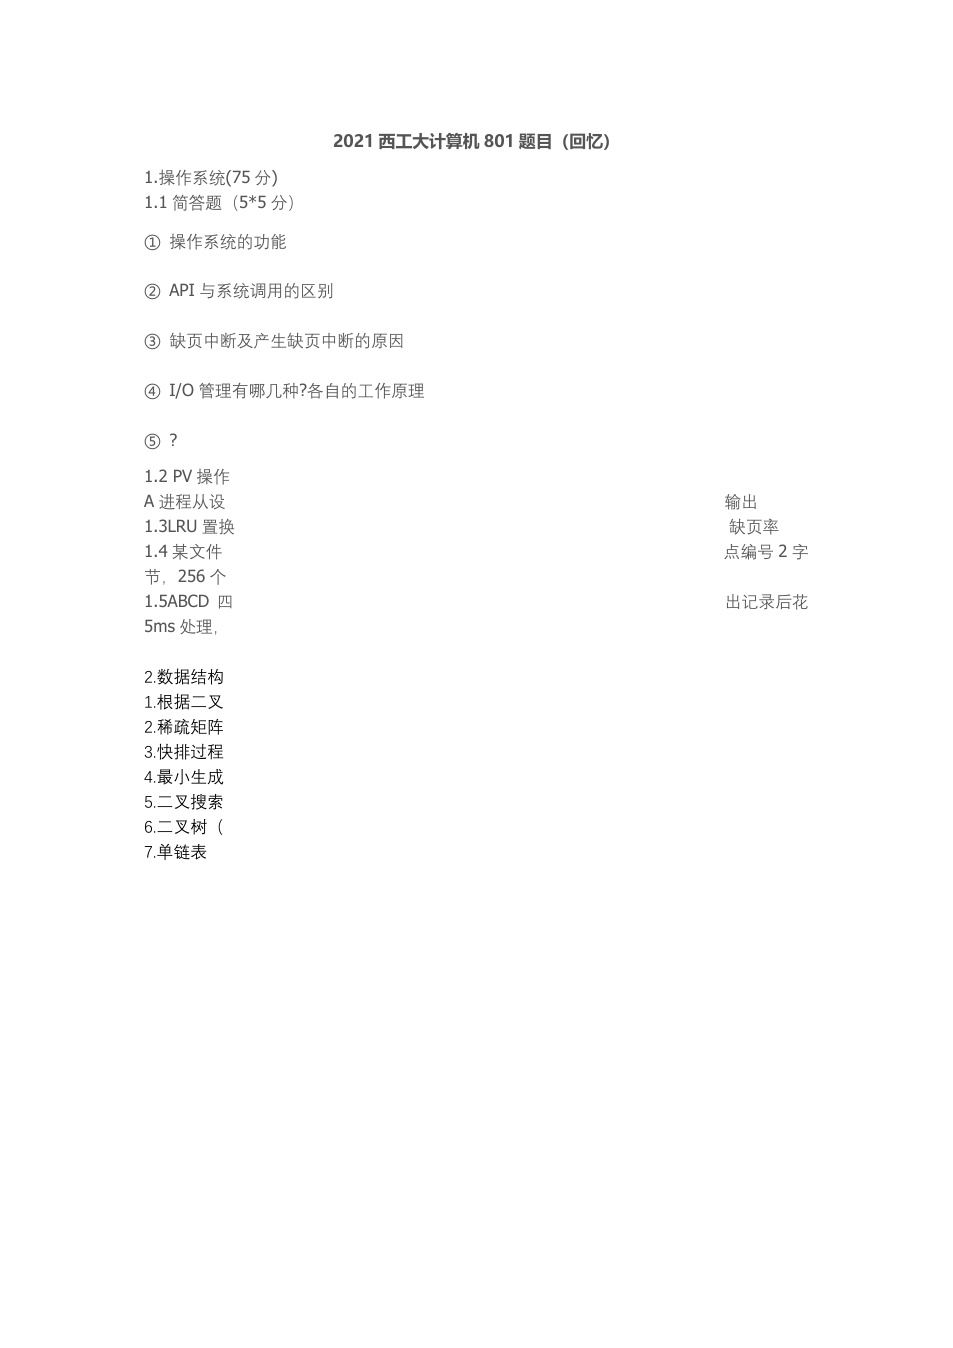 2021 西工大计算机 801 题目（回忆）
1.操作系统(75 分)
1.1 简答题（5*5 分）
① 操作系统的功能
② API 与系统调用的区别
③ 缺页中断及产生缺页中断的原因
④ I/O 管理有哪几种?各自的工作原理
⑤ ?
1.2 PV 操作
A 进程从设 输出
1.3LRU 置换 缺页率
1.4 某文件 点编号 2 字
节，256 个
1.5ABCD 四 出记录后花
5ms 处理，
2.数据结构
1.根据二叉
2.稀疏矩阵
3.快排过程
4.最小生成
5.二叉搜索
6.二叉树（
7.单链表